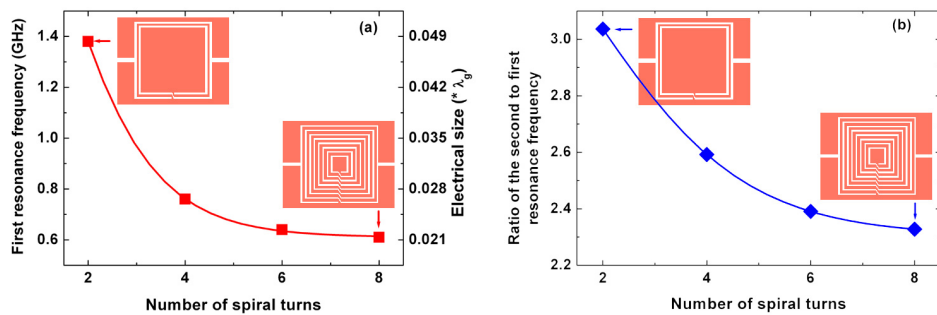 (a)
First resonance frequency (GHz)
1.4
1.2
1.0
0.8
0.6
0.049
0.042
0.035
0.028
0.021
Electrical size (* λg)
2
4
6
8
Number of spiral turns
(b)
Ratio of the second to first
resonance frequency
3.0
2.8
2.6
2.4
2.2
2
4
6
8
Number of spiral turns